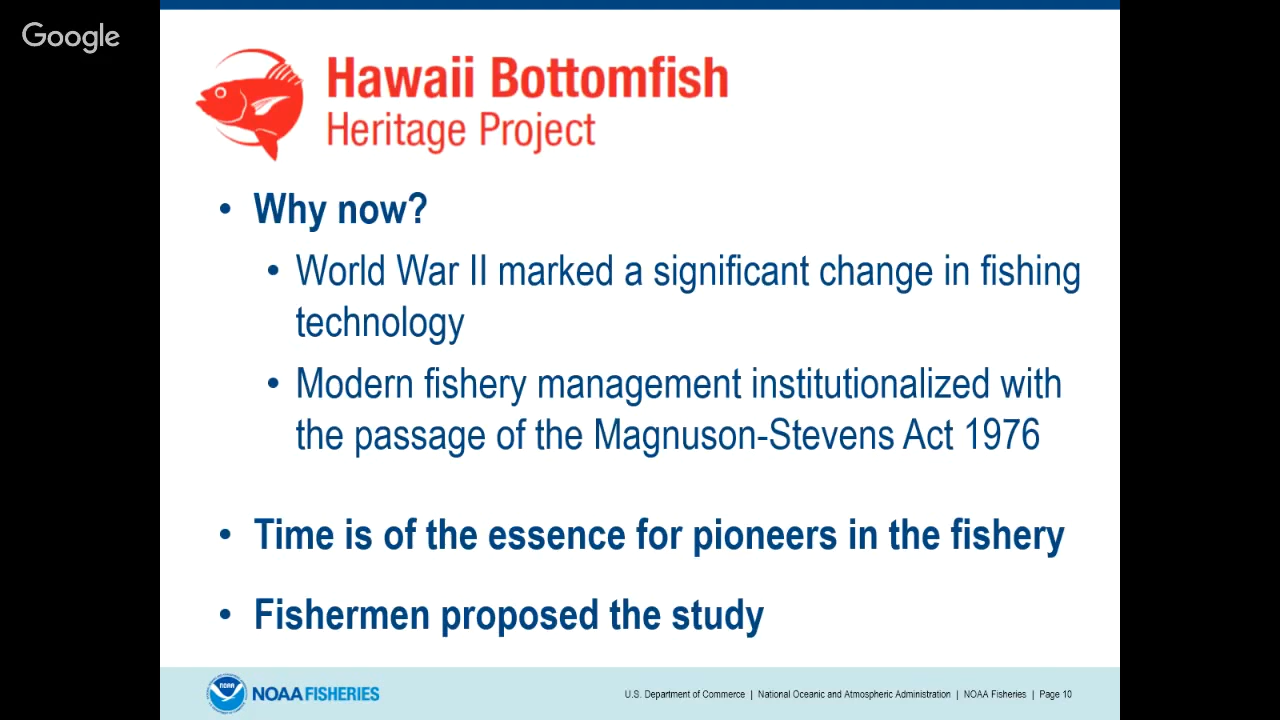 Google
Hawaii Bottomfish
Heritage Project
• Why now?
• World War II marked a significant change in fishing
technology
• Modern fishery management institutionalized with
the passage of the Magnuson-Stevens Act 1976
• Time is of the essence for pioneers in the fishery
• Fishermen proposed the study
NOAA
NOAA FISHERIES
U.S. Department of Commerce | National Oceanic and Atmospheric Administration | NOAA Fisheries | Page 10